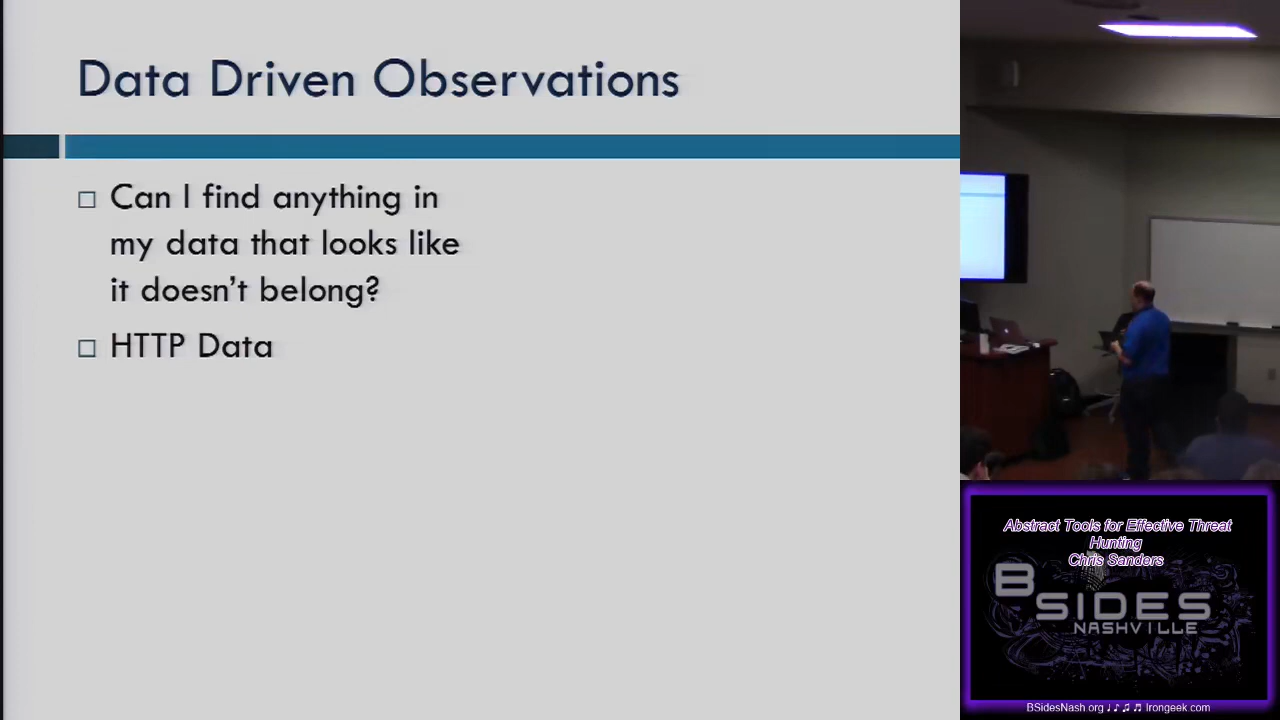 Data Driven Observations
Can I find anything in
my data that looks like
it doesn't belong?
HTTP Data
Abstract Tools for Effective Threat
Hunting
Chris Sanders
BSIDES
NASHVILLE
BSidesNash.org ♩ ♪ ♫ ♬ Irongeek.com